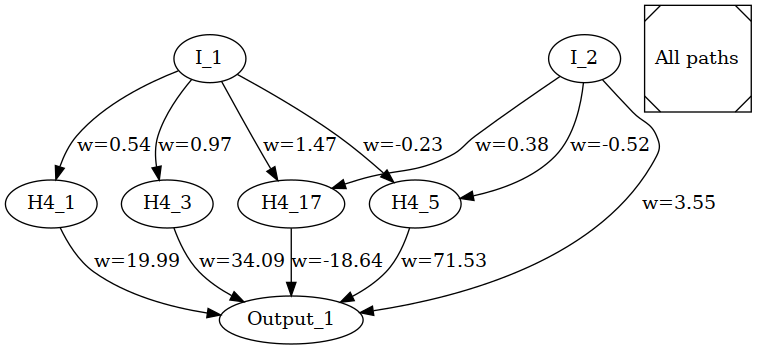 I_1
I_2
All paths
w=0.54
w=0.97
w=1.47
w=-0.23
w=0.38
w=-0.52
H4_1
H4_3
H4_17
H4_5
w=3.55
w=19.99
w=34.09
w=-18.64
w=71.53
Output_1